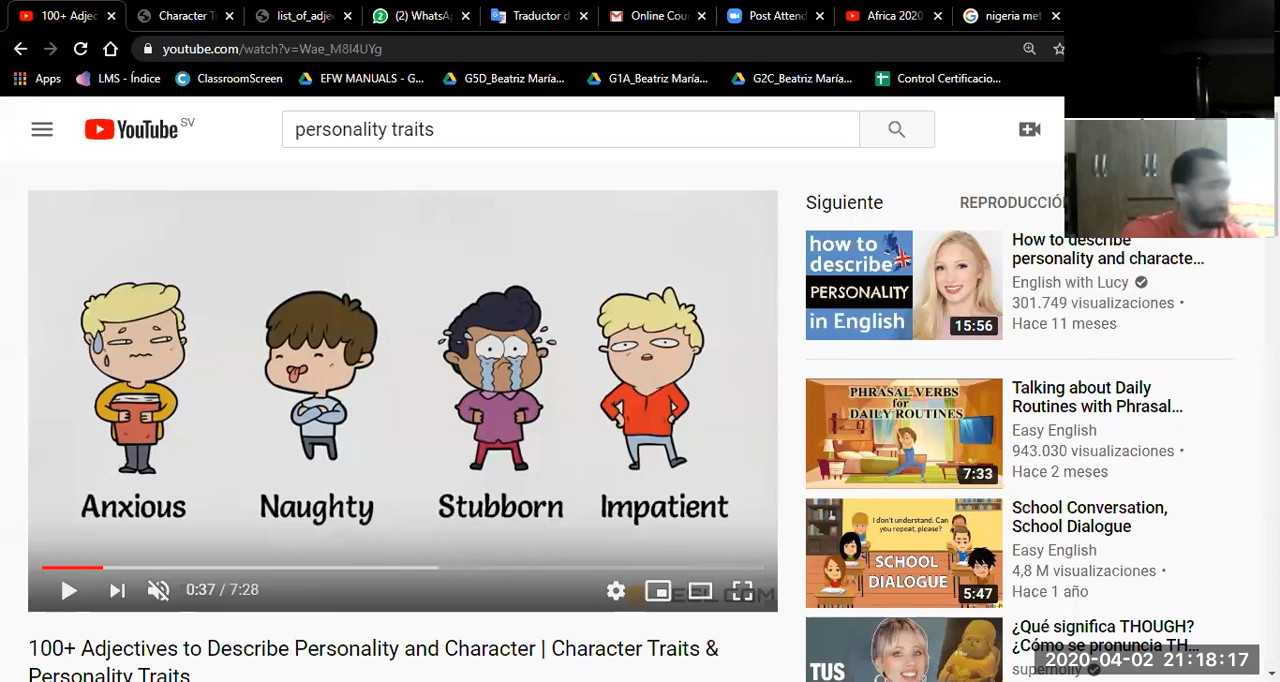 100+ Adjec
Character T
list_of_adje
(2) WhatsA
Traductor d
Online Cou
Post Attend
Africa 2020
nigeria met
youtube.com/watch?v=Wae_M8I4UYg
Apps
LMS - Índice
ClassroomScreen
EFW MANUALS - G...
G5D_Beatriz María...
G1A_Beatriz María...
G2C_Beatriz María...
Control Certificacio...
YouTube SV
personality traits
Anxious
Naughty
Stubborn
Impatient
0:37 / 7:28
100+ Adjectives to Describe Personality and Character | Character Traits &
Personality Traits
Siguiente
REPRODUCCIÓ
how to
describe
PERSONALITY
in English
15:56
How to describe
personality and characte...
English with Lucy
301.749 visualizaciones •
Hace 11 meses
PHRASAL VERBS
for
DAILY ROUTINES
7:33
Talking about Daily
Routines with Phrasal...
Easy English
943.030 visualizaciones •
Hace 2 meses
I don't understand. Can
you repeat, please?
SCHOOL
DIALOGUE
5:47
School Conversation,
School Dialogue
Easy English
4,8 M visualizaciones •
Hace 1 año
TUS
¿Qué significa THOUGH?
¿Cómo se pronuncia TH...
superholly
2020-04-02 21:18:17